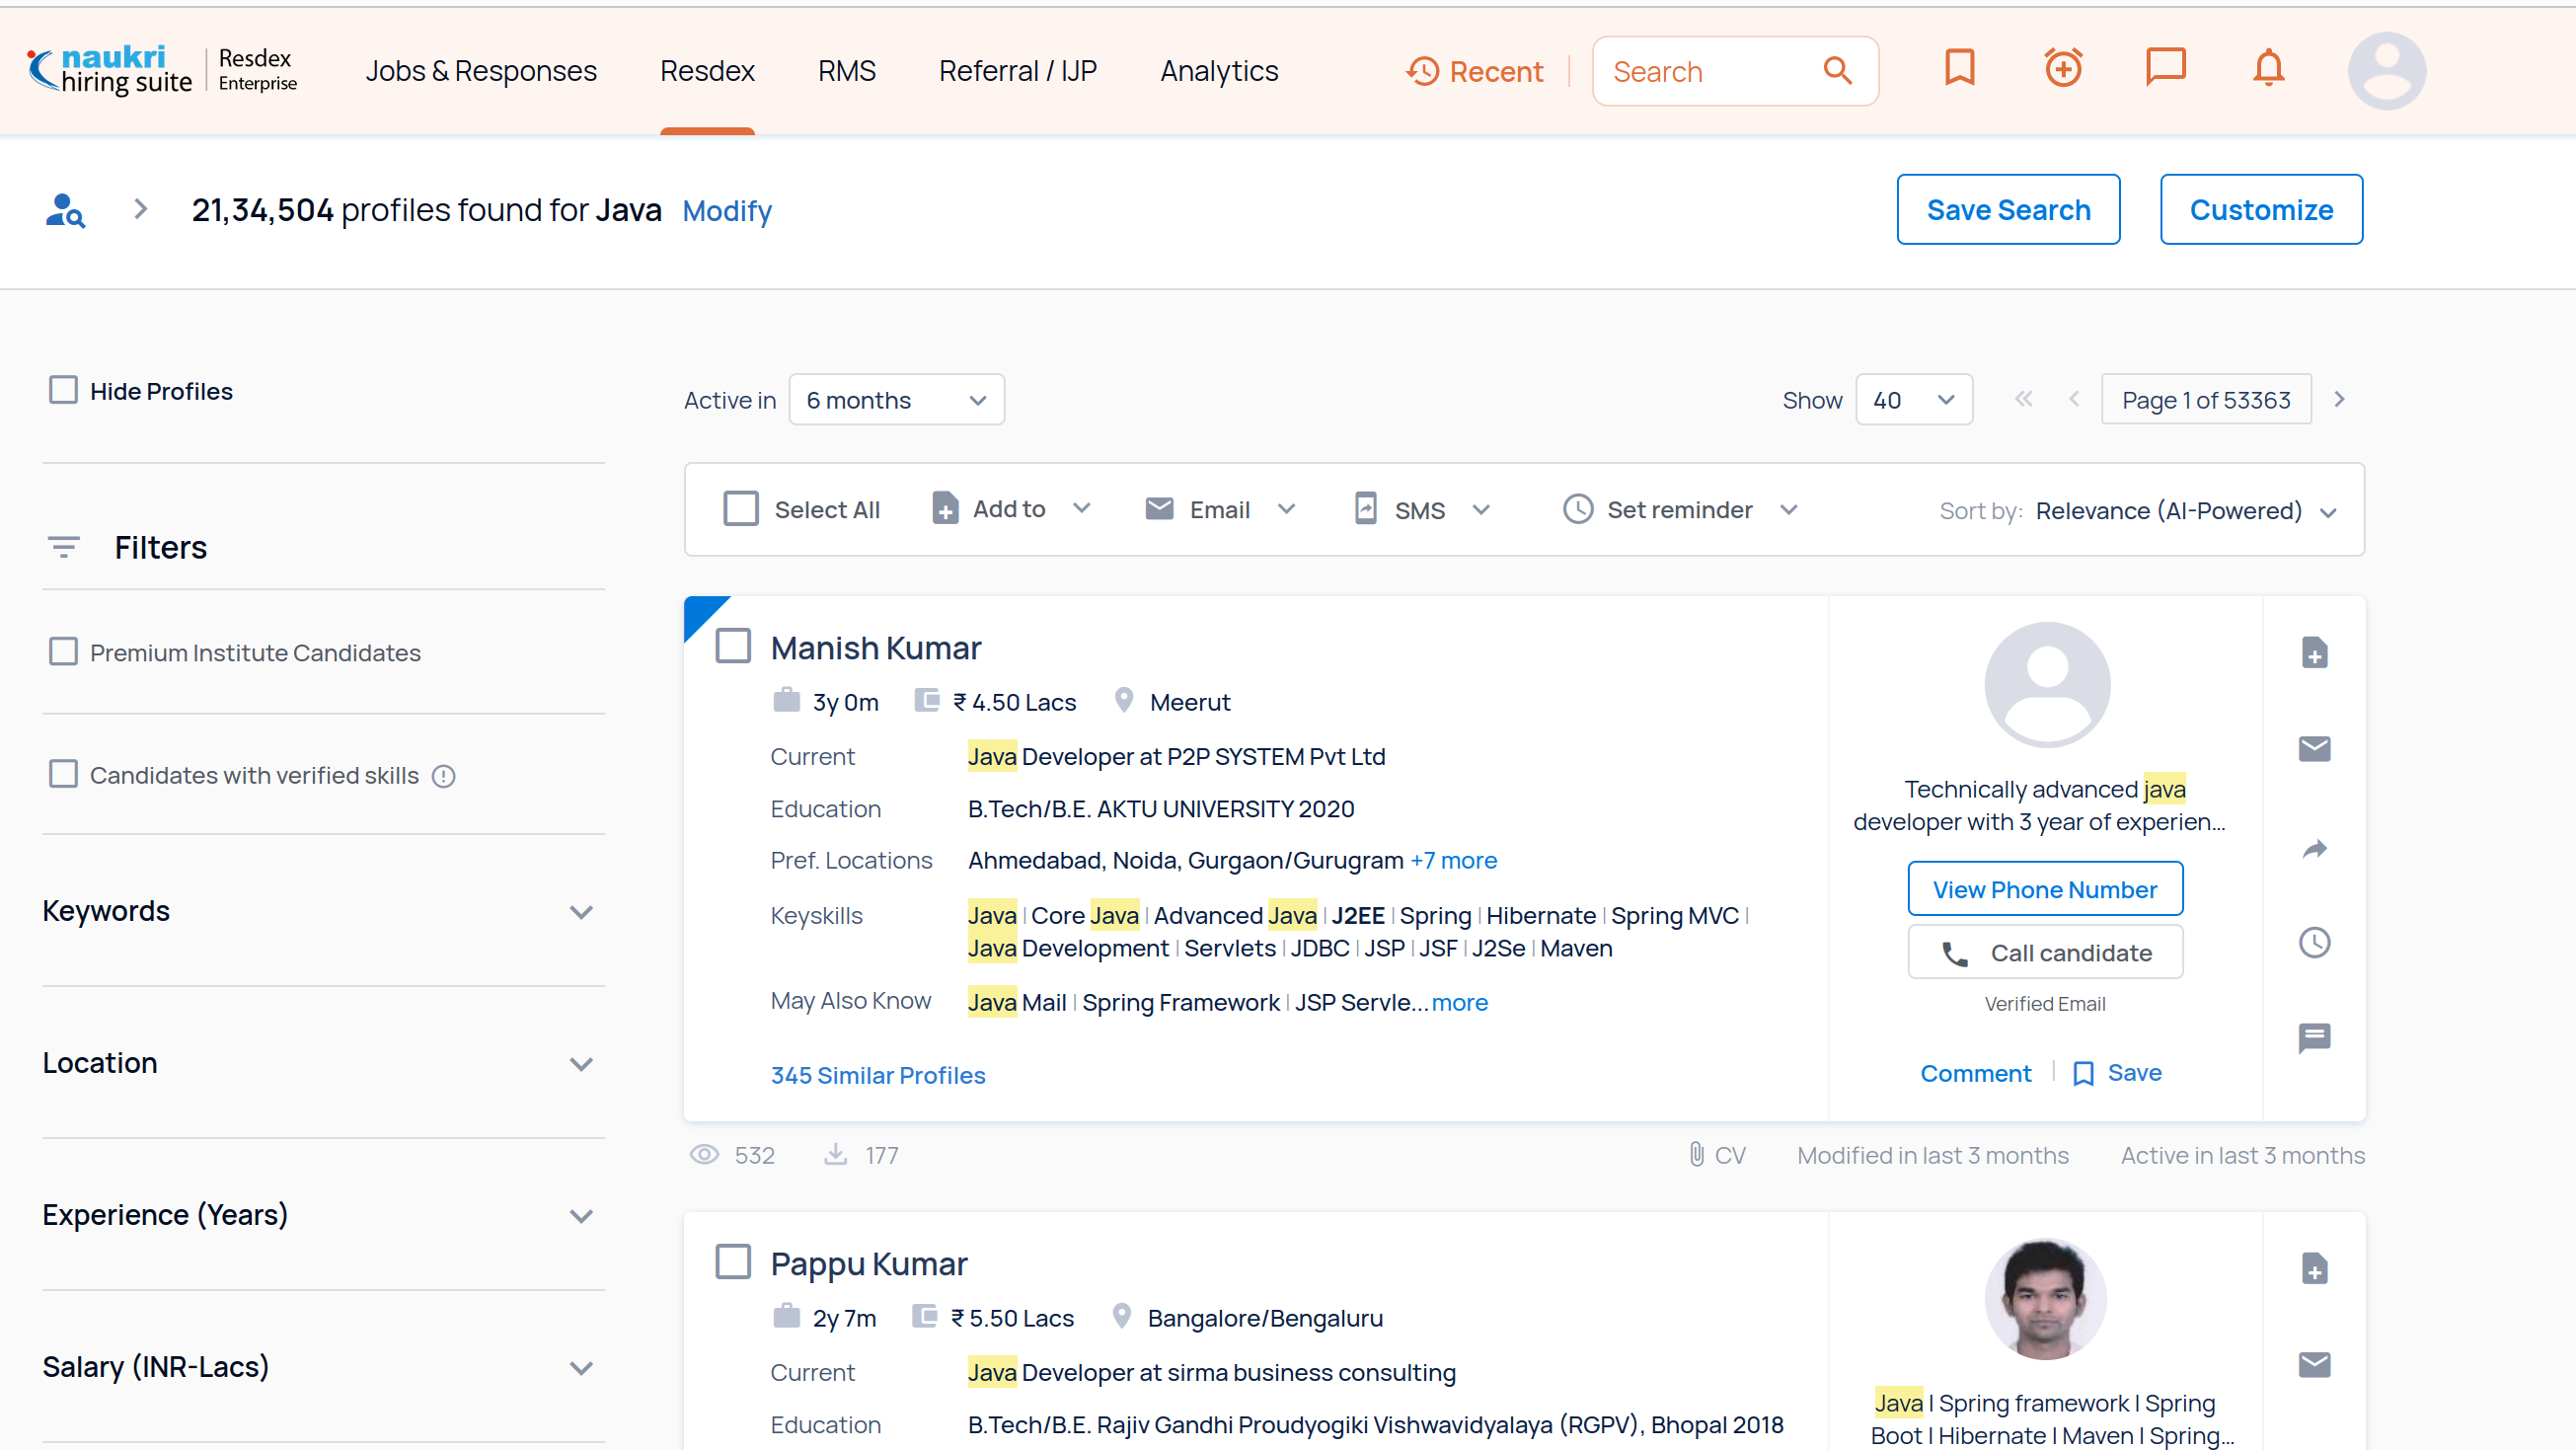 naukri
hiring suite
Resdex
Enterprise
Jobs & Responses
Resdex
RMS
Referral / IJP
Analytics
Recent
Search
21,34,504 profiles found for Java
Modify
Save Search
Customize
Hide Profiles
Active in
6 months
Show
40
Page 1 of 53363
Select All
Add to
Email
SMS
Set reminder
Sort by: Relevance (AI-Powered)
Filters
Premium Institute Candidates
Candidates with verified skills
Keywords
Location
Experience (Years)
Salary (INR-Lacs)
Manish Kumar
3y 0m
₹ 4.50 Lacs
Meerut
Current
Java Developer at P2P SYSTEM Pvt Ltd
Education
B.Tech/B.E. AKTU UNIVERSITY 2020
Pref. Locations
Ahmedabad, Noida, Gurgaon/Gurugram +7 more
Keyskills
Java | Core Java | Advanced Java | J2EE | Spring | Hibernate | Spring MVC |
Java Development | Servlets | JDBC | JSP | JSF | J2Se | Maven
May Also Know
Java Mail | Spring Framework | JSP Servle... more
345 Similar Profiles
Technically advanced java
developer with 3 year of experien...
View Phone Number
Call candidate
Verified Email
Comment
Save
532
177
CV
Modified in last 3 months
Active in last 3 months
Pappu Kumar
2y 7m
₹ 5.50 Lacs
Bangalore/Bengaluru
Current
Java Developer at sirma business consulting
Education
B.Tech/B.E. Rajiv Gandhi Proudyogiki Vishwavidyalaya (RGPV), Bhopal 2018
Java | Spring framework | Spring
Boot | Hibernate | Maven | Spring...